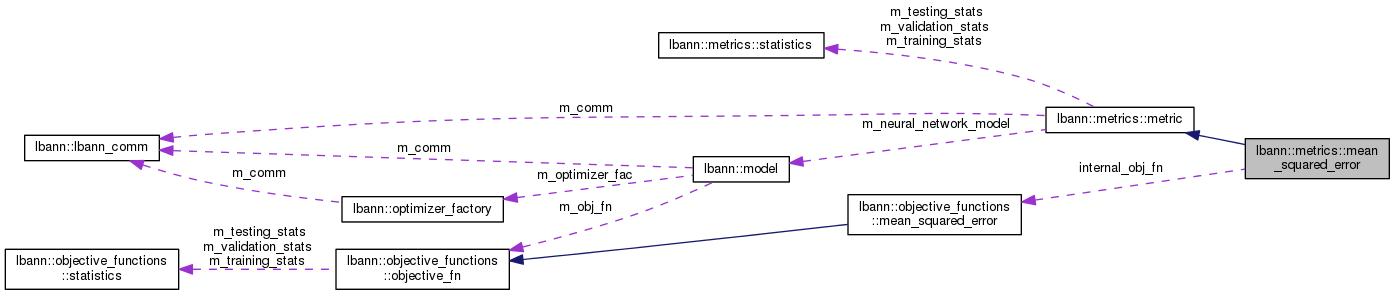 m_testing_stats
m_validation_stats
m_training_stats
lbann::metrics::statistics
m_comm
lbann::metrics::metric
m_neural_network_model
lbann::lbann_comm
m_comm
lbann::metrics::mean
_squared_error
lbann::model
internal_obj_fn
m_comm
m_optimizer_fac
lbann::optimizer_factory
m_obj_fn
lbann::objective_functions
::mean_squared_error
m_testing_stats
m_validation_stats
m_training_stats
lbann::objective_functions
::statistics
lbann::objective_functions
::objective_fn